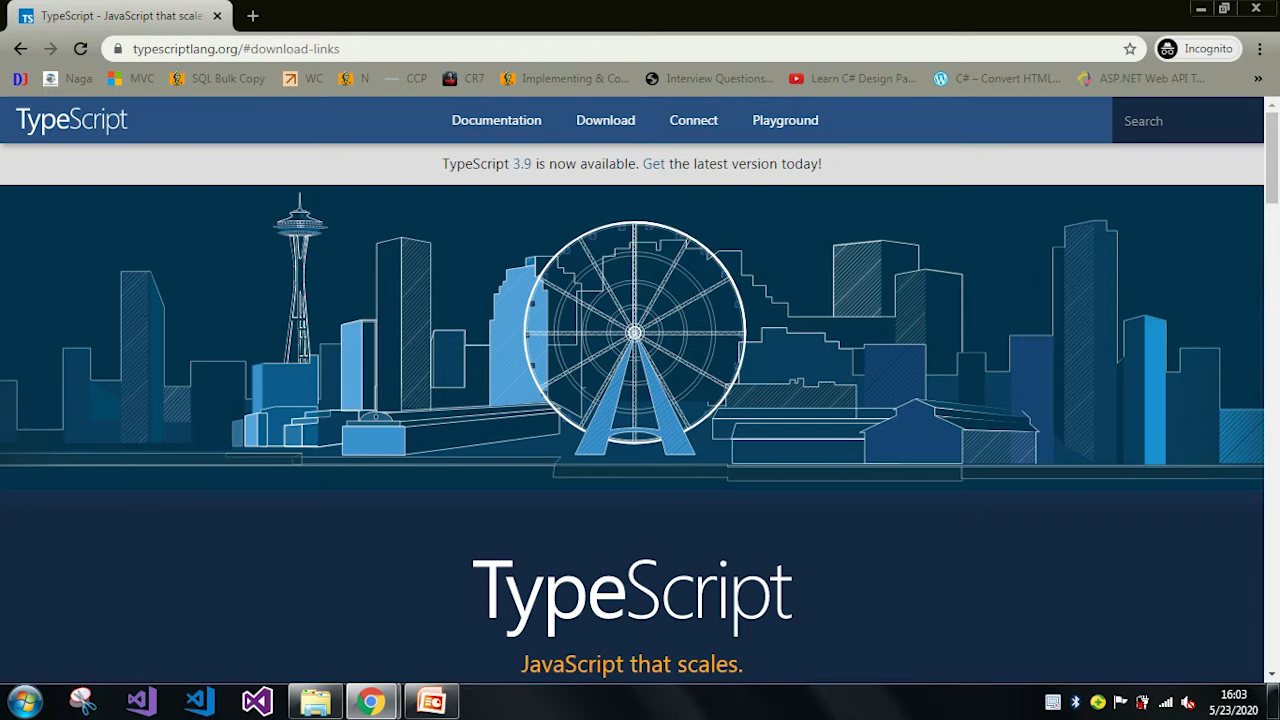 TS TypeScript - JavaScript that scale
typescriptlang.org/#download-links
Incognito
DJ Naga MVC SQL Bulk Copy WC N CCP CR7 Implementing & Co... Interview Questions... Learn C# Design Pa... C# – Convert HTML... ASP.NET Web API T... »
TypeScript Documentation Download Connect Playground Search
TypeScript 3.9 is now available. Get the latest version today!
TypeScript
JavaScript that scales.
16:03
5/23/2020